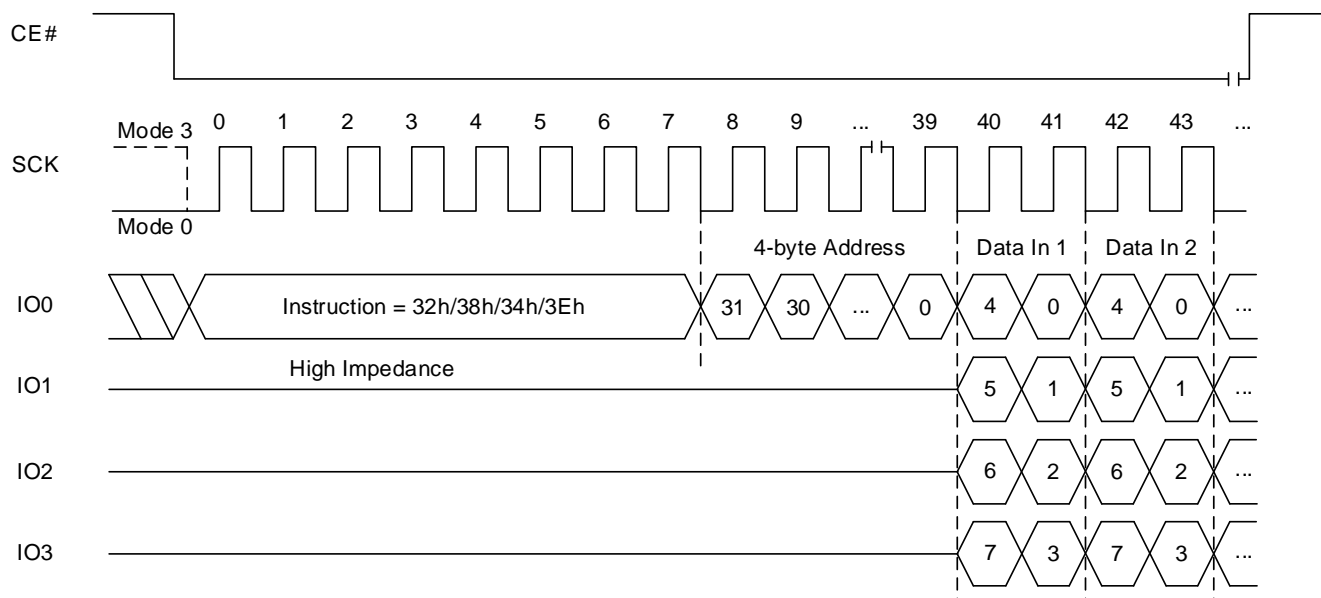 CE#
Mode 3 0 1 2 3 4 5 6 7 8 9 ... 39 40 41 42 43 ...
SCK
Mode 0
4-byte Address Data In 1 Data In 2
IO0 Instruction = 32h/38h/34h/3Eh 31 30 ... 0 4 0 4 0 ...
High Impedance
IO1 5 1 5 1 ...
IO2 6 2 6 2 ...
IO3 7 3 7 3 ...